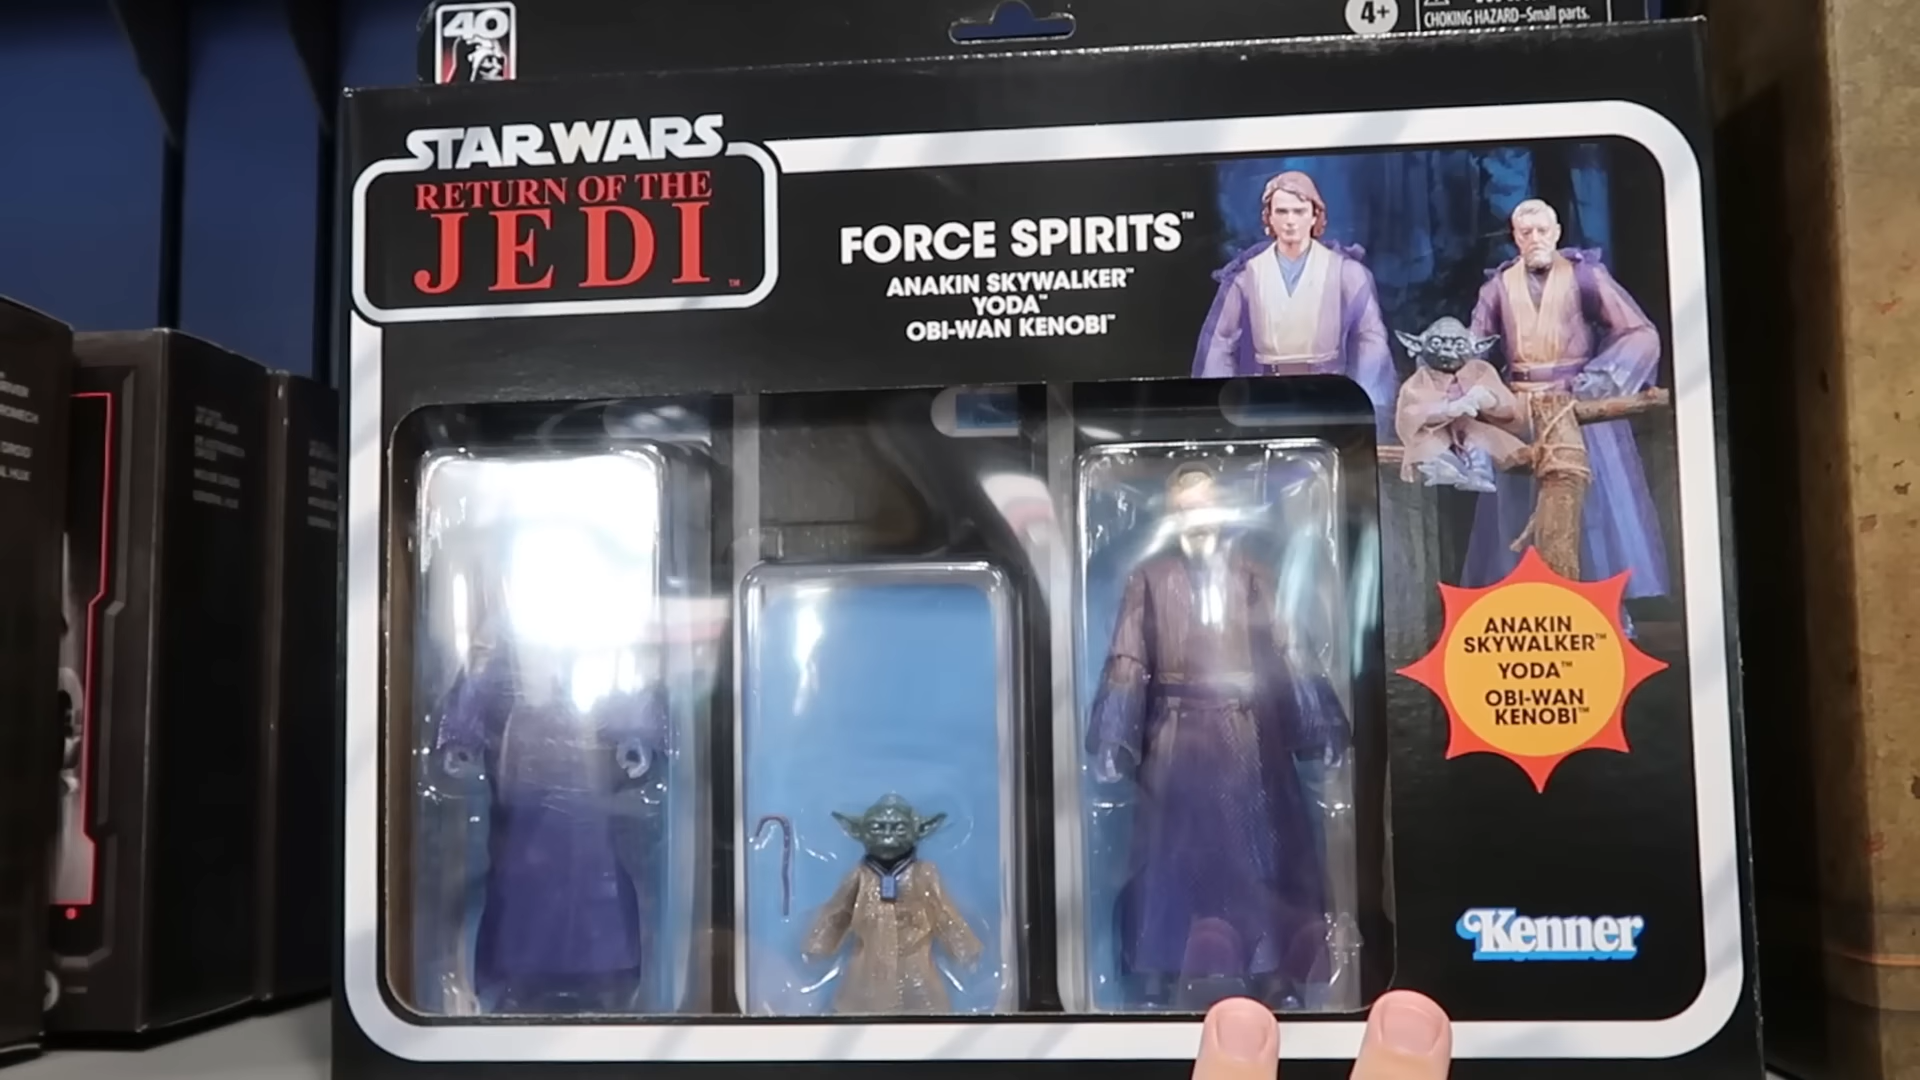 40
4+
CHOKING HAZARD–Small parts.
STAR WARS
RETURN OF THE
JEDI™
FORCE SPIRITS™
ANAKIN SKYWALKER™
YODA™
OBI-WAN KENOBI™
ANAKIN
SKYWALKER™
YODA™
OBI-WAN
KENOBI™
Kenner